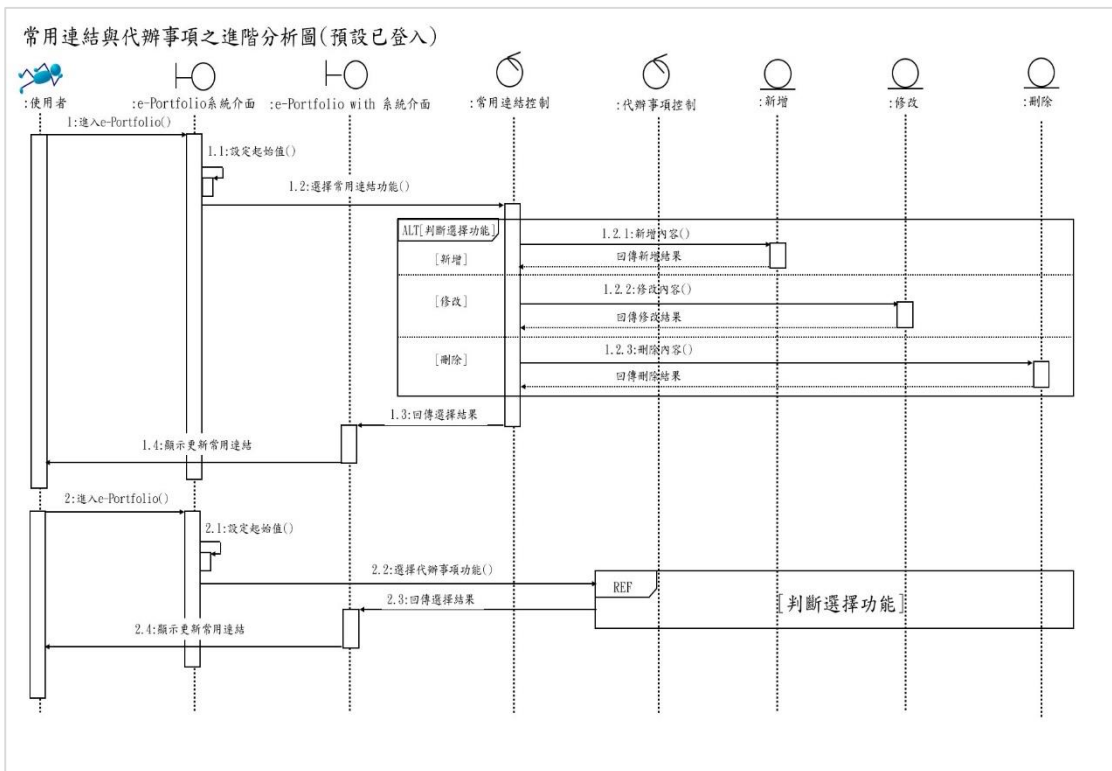 常用連結與代辦事項之進階分析圖(預設已登入)
:使用者
:e-Portfolio系統介面
:e-Portfolio with 系統介面
:常用連結控制
:代辦事項控制
:新增
:修改
:刪除
1:進入e-Portfolio()
1.1:設定起始值()
1.2:選擇常用連結功能()
ALT[判斷選擇功能]
1.2.1:新增內容()
[新增]
回傳新增結果
1.2.2:修改內容()
[修改]
回傳修改結果
1.2.3:刪除內容()
[刪除]
回傳刪除結果
1.3:回傳選擇結果
1.4:顯示更新常用連結
2:進入e-Portfolio()
2.1:設定起始值()
2.2:選擇代辦事項功能()
REF
[判斷選擇功能]
2.3:回傳選擇結果
2.4:顯示更新常用連結